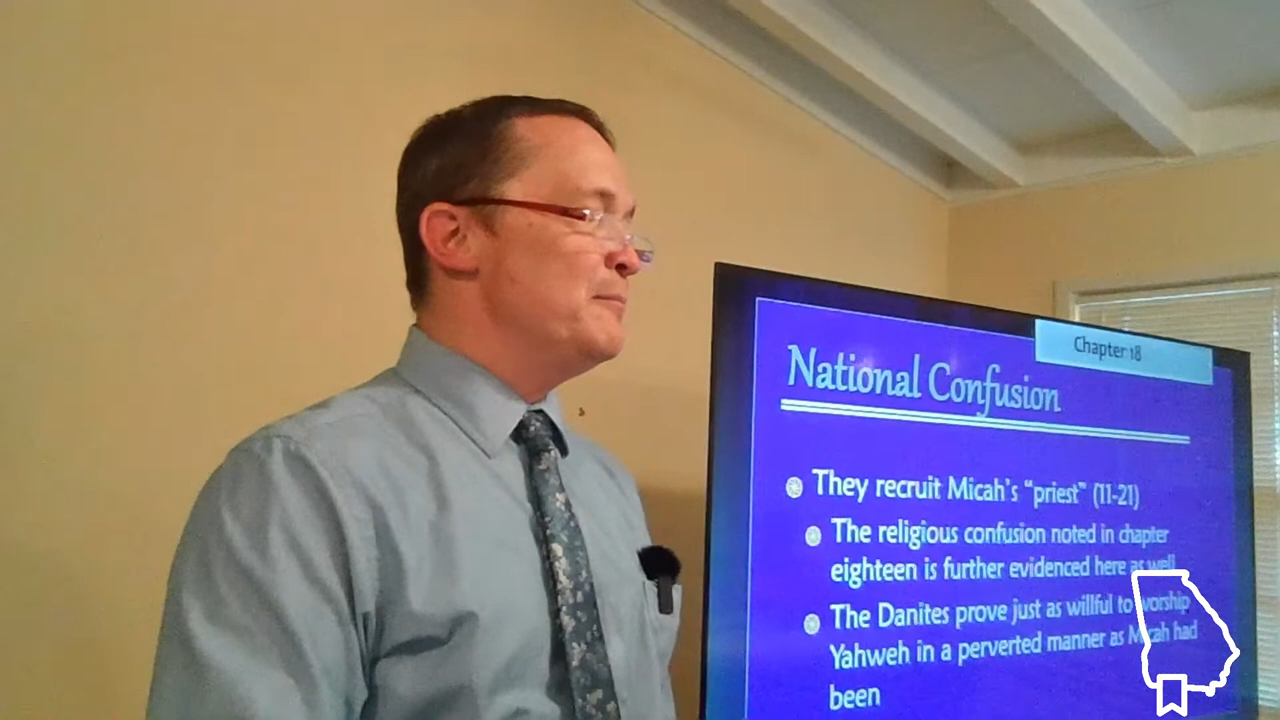 Chapter 18
National Confusion
They recruit Micah's "priest" (11-21)
The religious confusion noted in chapter
eighteen is further evidenced here as well
The Danites prove just as willful to worship
Yahweh in a perverted manner as Micah had
been